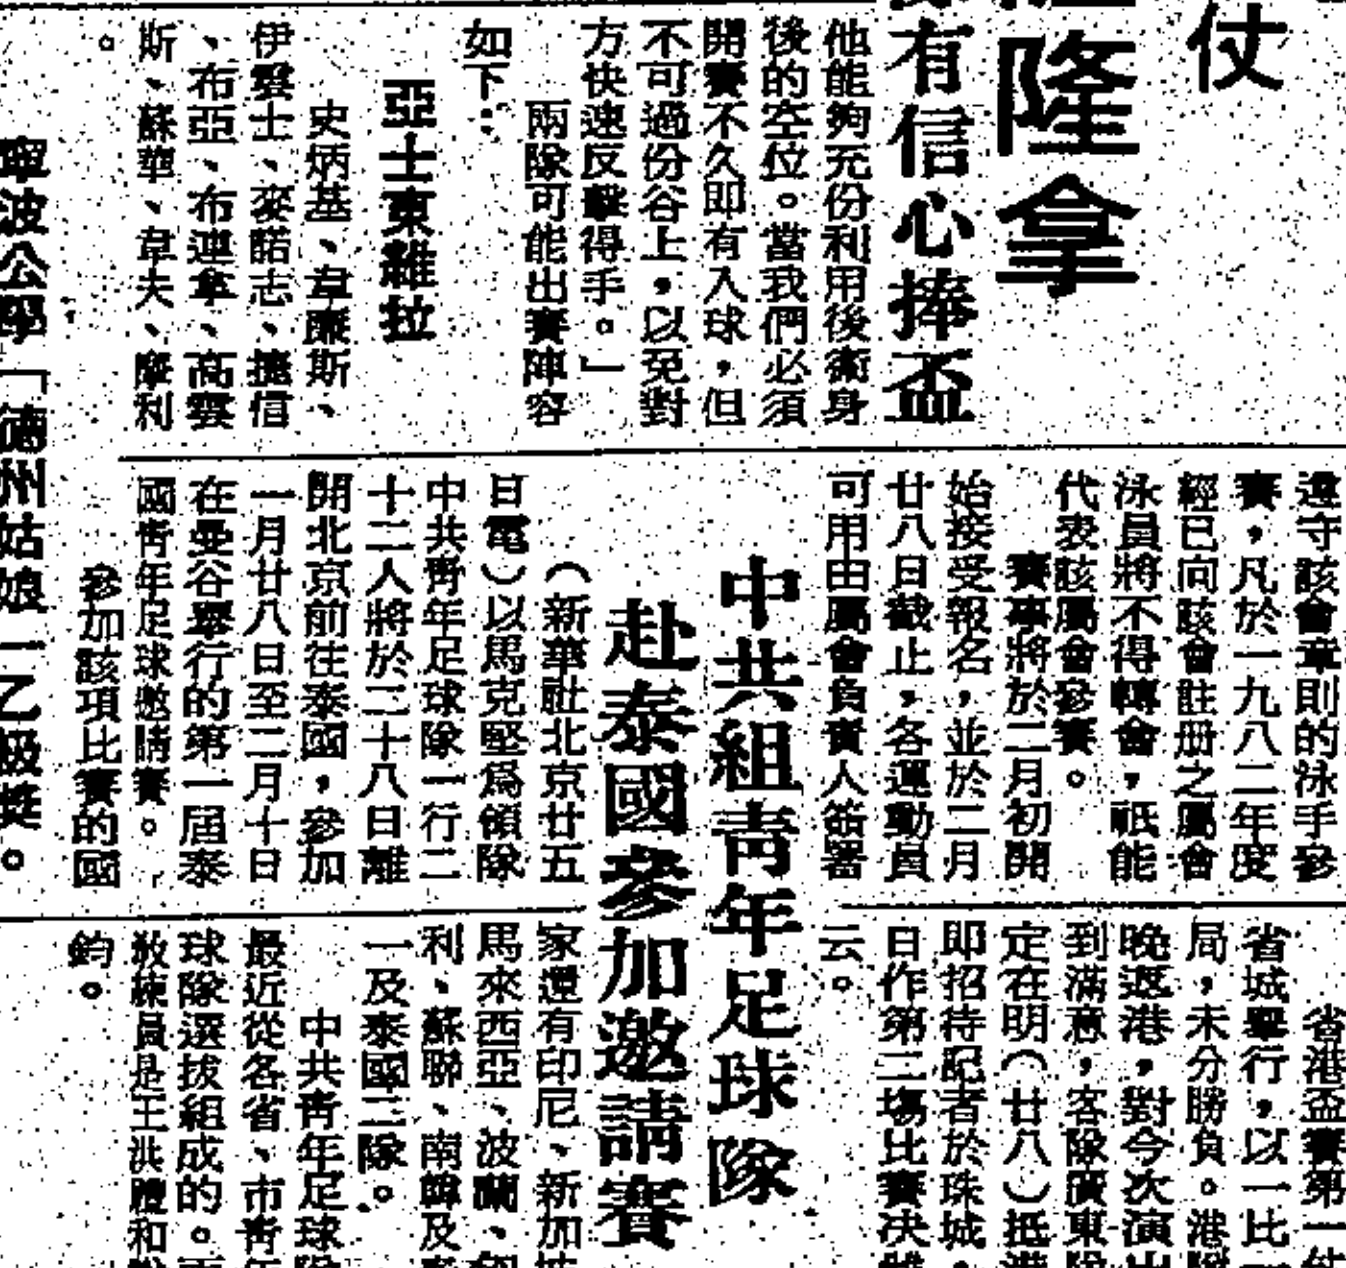 仗
隆拿
有信心捧盃
他能夠充份利用後衛身
後的空位。當我們必須
開賽不久即有入球，但
不可過份谷上，以免對
方快速反擊得手。」
兩隊可能出賽陣容
如下：
亞士東維拉
史炳基、韋廉斯、
伊雲士、麥諾志、摓信
、布亞、布連拿、高雲
斯、蘇華、韋夫、摩利
。
寧波公學「德州姑娘」乙級獎。
遵守該會章則的泳手參
賽，凡於一九八二年度
經已向該會註册之屬會
泳員將不得轉會，祇能
代表該屬會參賽。
賽事將於二月初開
始接受報名，並於二月
廿八日截止，各運動員
可用由屬會負責人簽署
中共組青年足球隊
赴泰國參加邀請賽
（新華社北京廿五
日電）以馬克堅爲領隊
中共青年足球隊一行二
十二人將於二十八日離
開北京前往泰國，參加
一月廿八日至二月十日
在曼谷舉行的第一屆泰
國青年足球邀請賽。
參加該項比賽的國
家還有印尼、新加
馬來西亞、波蘭、
利、蘇聯、南韓及
一及泰國二隊。
中共青年足球
最近從各省、市青年
球隊選拔組成的。
敎練員是王洪禮和
鈞。
省港盃賽第一
省城舉行，以一比
局，未分勝負。港隊
晚返港，對今次演出
到滿意，客隊廣東隊
定在明（廿八）抵港
即招待記者於珠城，
日作第二場比賽决
云。